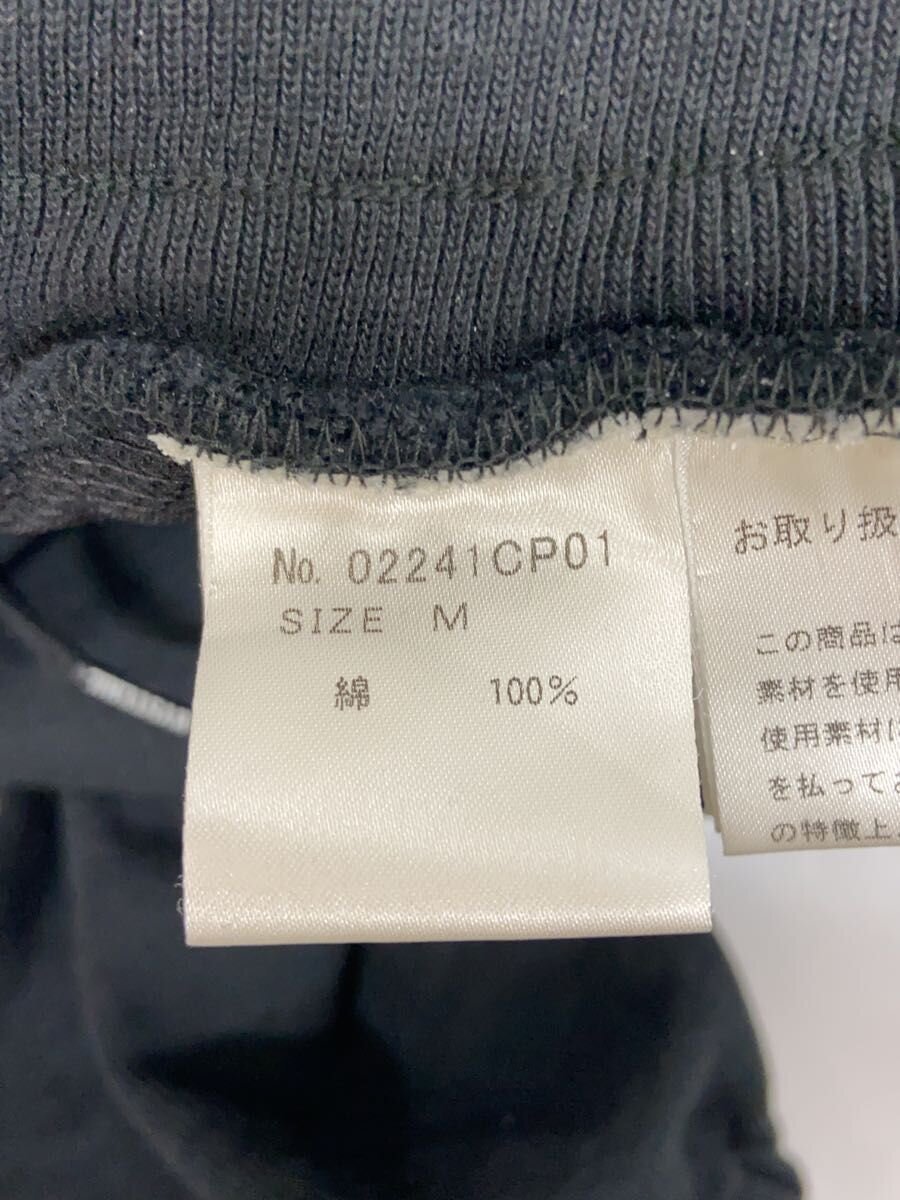 No. 02241CP01
SIZE M
綿 100%
お取り扱
この商品は
素材を使用
使用素材に
を払って
の特徴上